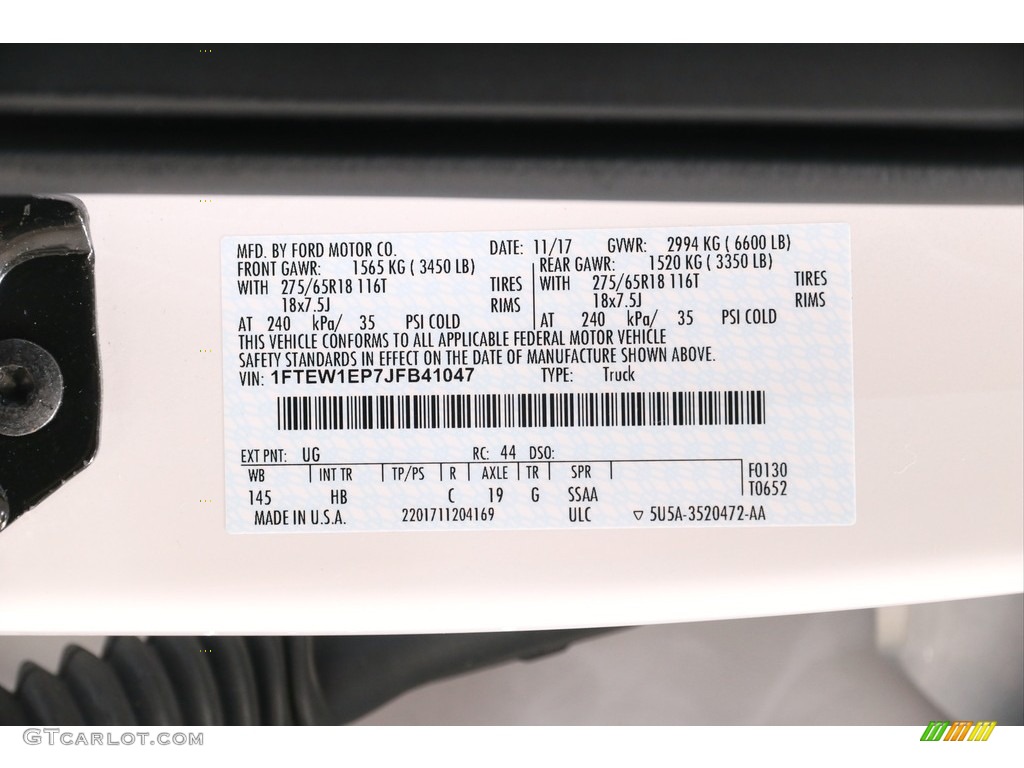 MFD. BY FORD MOTOR CO. DATE: 11/17 GVWR: 2994 KG ( 6600 LB)
FRONT GAWR: 1565 KG ( 3450 LB) REAR GAWR: 1520 KG ( 3350 LB)
WITH 275/65R18 116T TIRES WITH 275/65R18 116T TIRES
18x7.5J RIMS 18x7.5J RIMS
AT 240 kPa/ 35 PSI COLD AT 240 kPa/ 35 PSI COLD
THIS VEHICLE CONFORMS TO ALL APPLICABLE FEDERAL MOTOR VEHICLE
SAFETY STANDARDS IN EFFECT ON THE DATE OF MANUFACTURE SHOWN ABOVE.
VIN: 1FTEW1EP7JFB41047 TYPE: Truck
EXT PNT: UG RC: 44 DSO:
WB INT TR TP/PS R AXLE TR SPR F0130
145 HB C 19 G SSAA T0652
MADE IN U.S.A. 2201711204169 ULC ▽ 5U5A-3520472-AA
GTCARLOT.COM